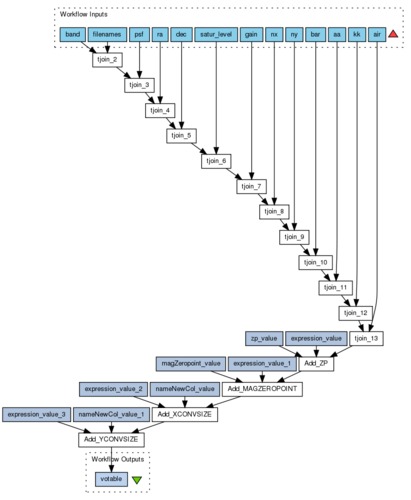 Workflow Inputs
band filenames psf ra dec satur_level gain nx ny bar aa kk air
tjoin_2
tjoin_3
tjoin_4
tjoin_5
tjoin_6
tjoin_7
tjoin_8
tjoin_9
tjoin_10
tjoin_11
tjoin_12
zp_value expression_value tjoin_13
magZeropoint_value expression_value_1 Add_ZP
expression_value_2 nameNewCol_value Add_MAGZEROPOINT
expression_value_3 nameNewCol_value_1 Add_XCONVSIZE
Add_YCONVSIZE
Workflow Outputs
votable